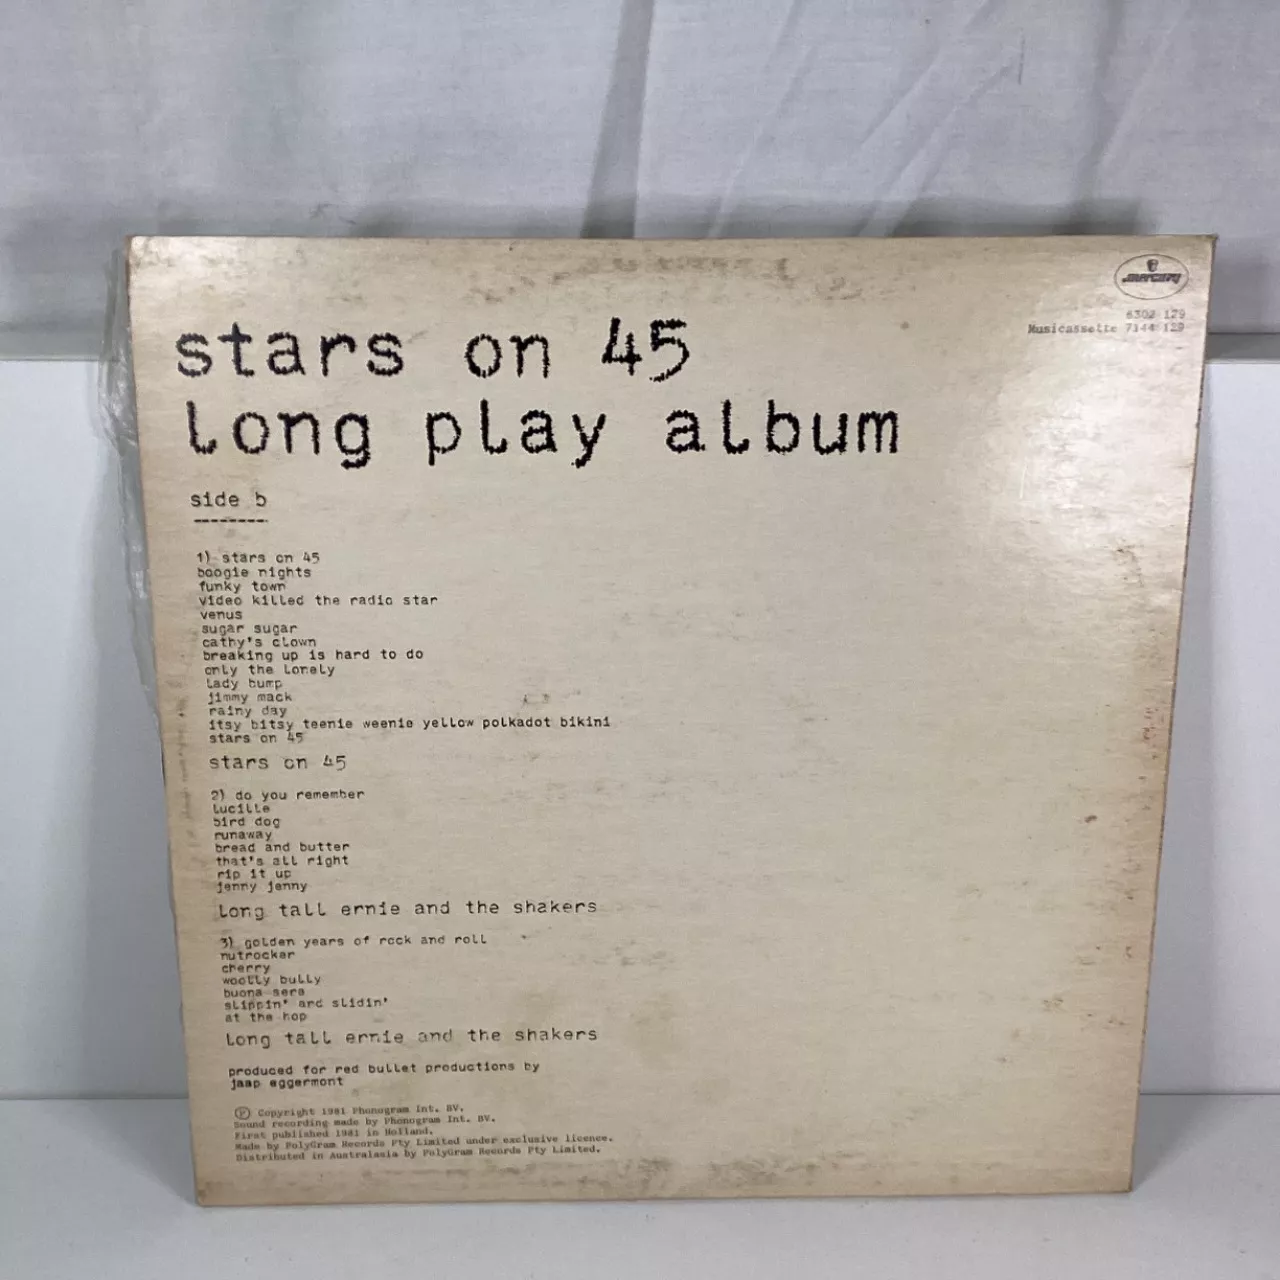 mercury
6302 129
Musicassette 7144 129
stars on 45
long play album
side b
--------
1) stars on 45
boogie nights
funky town
video killed the radio star
venus
sugar sugar
cathy's clown
breaking up is hard to do
only the lonely
lady bump
jimmy mack
rainy day
itsy bitsy teenie weenie yellow polkadot bikini
stars on 45
stars on 45
2) do you remember
lucille
bird dog
runaway
bread and butter
that's all right
rip it up
jenny jenny
long tall ernie and the shakers
3) golden years of rock and roll
nutrocker
cherry
woolly bully
buona sera
slippin' and slidin'
at the hop
long tall ernie and the shakers
produced for red bullet productions by
jaap eggermont
Ⓟ Copyright 1981 Phonogram Int. BV.
Sound recording made by Phonogram Int. BV.
First published 1981 in Holland.
Made by PolyGram Records Pty Limited under exclusive licence.
Distributed in Australasia by PolyGram Records Pty Limited.